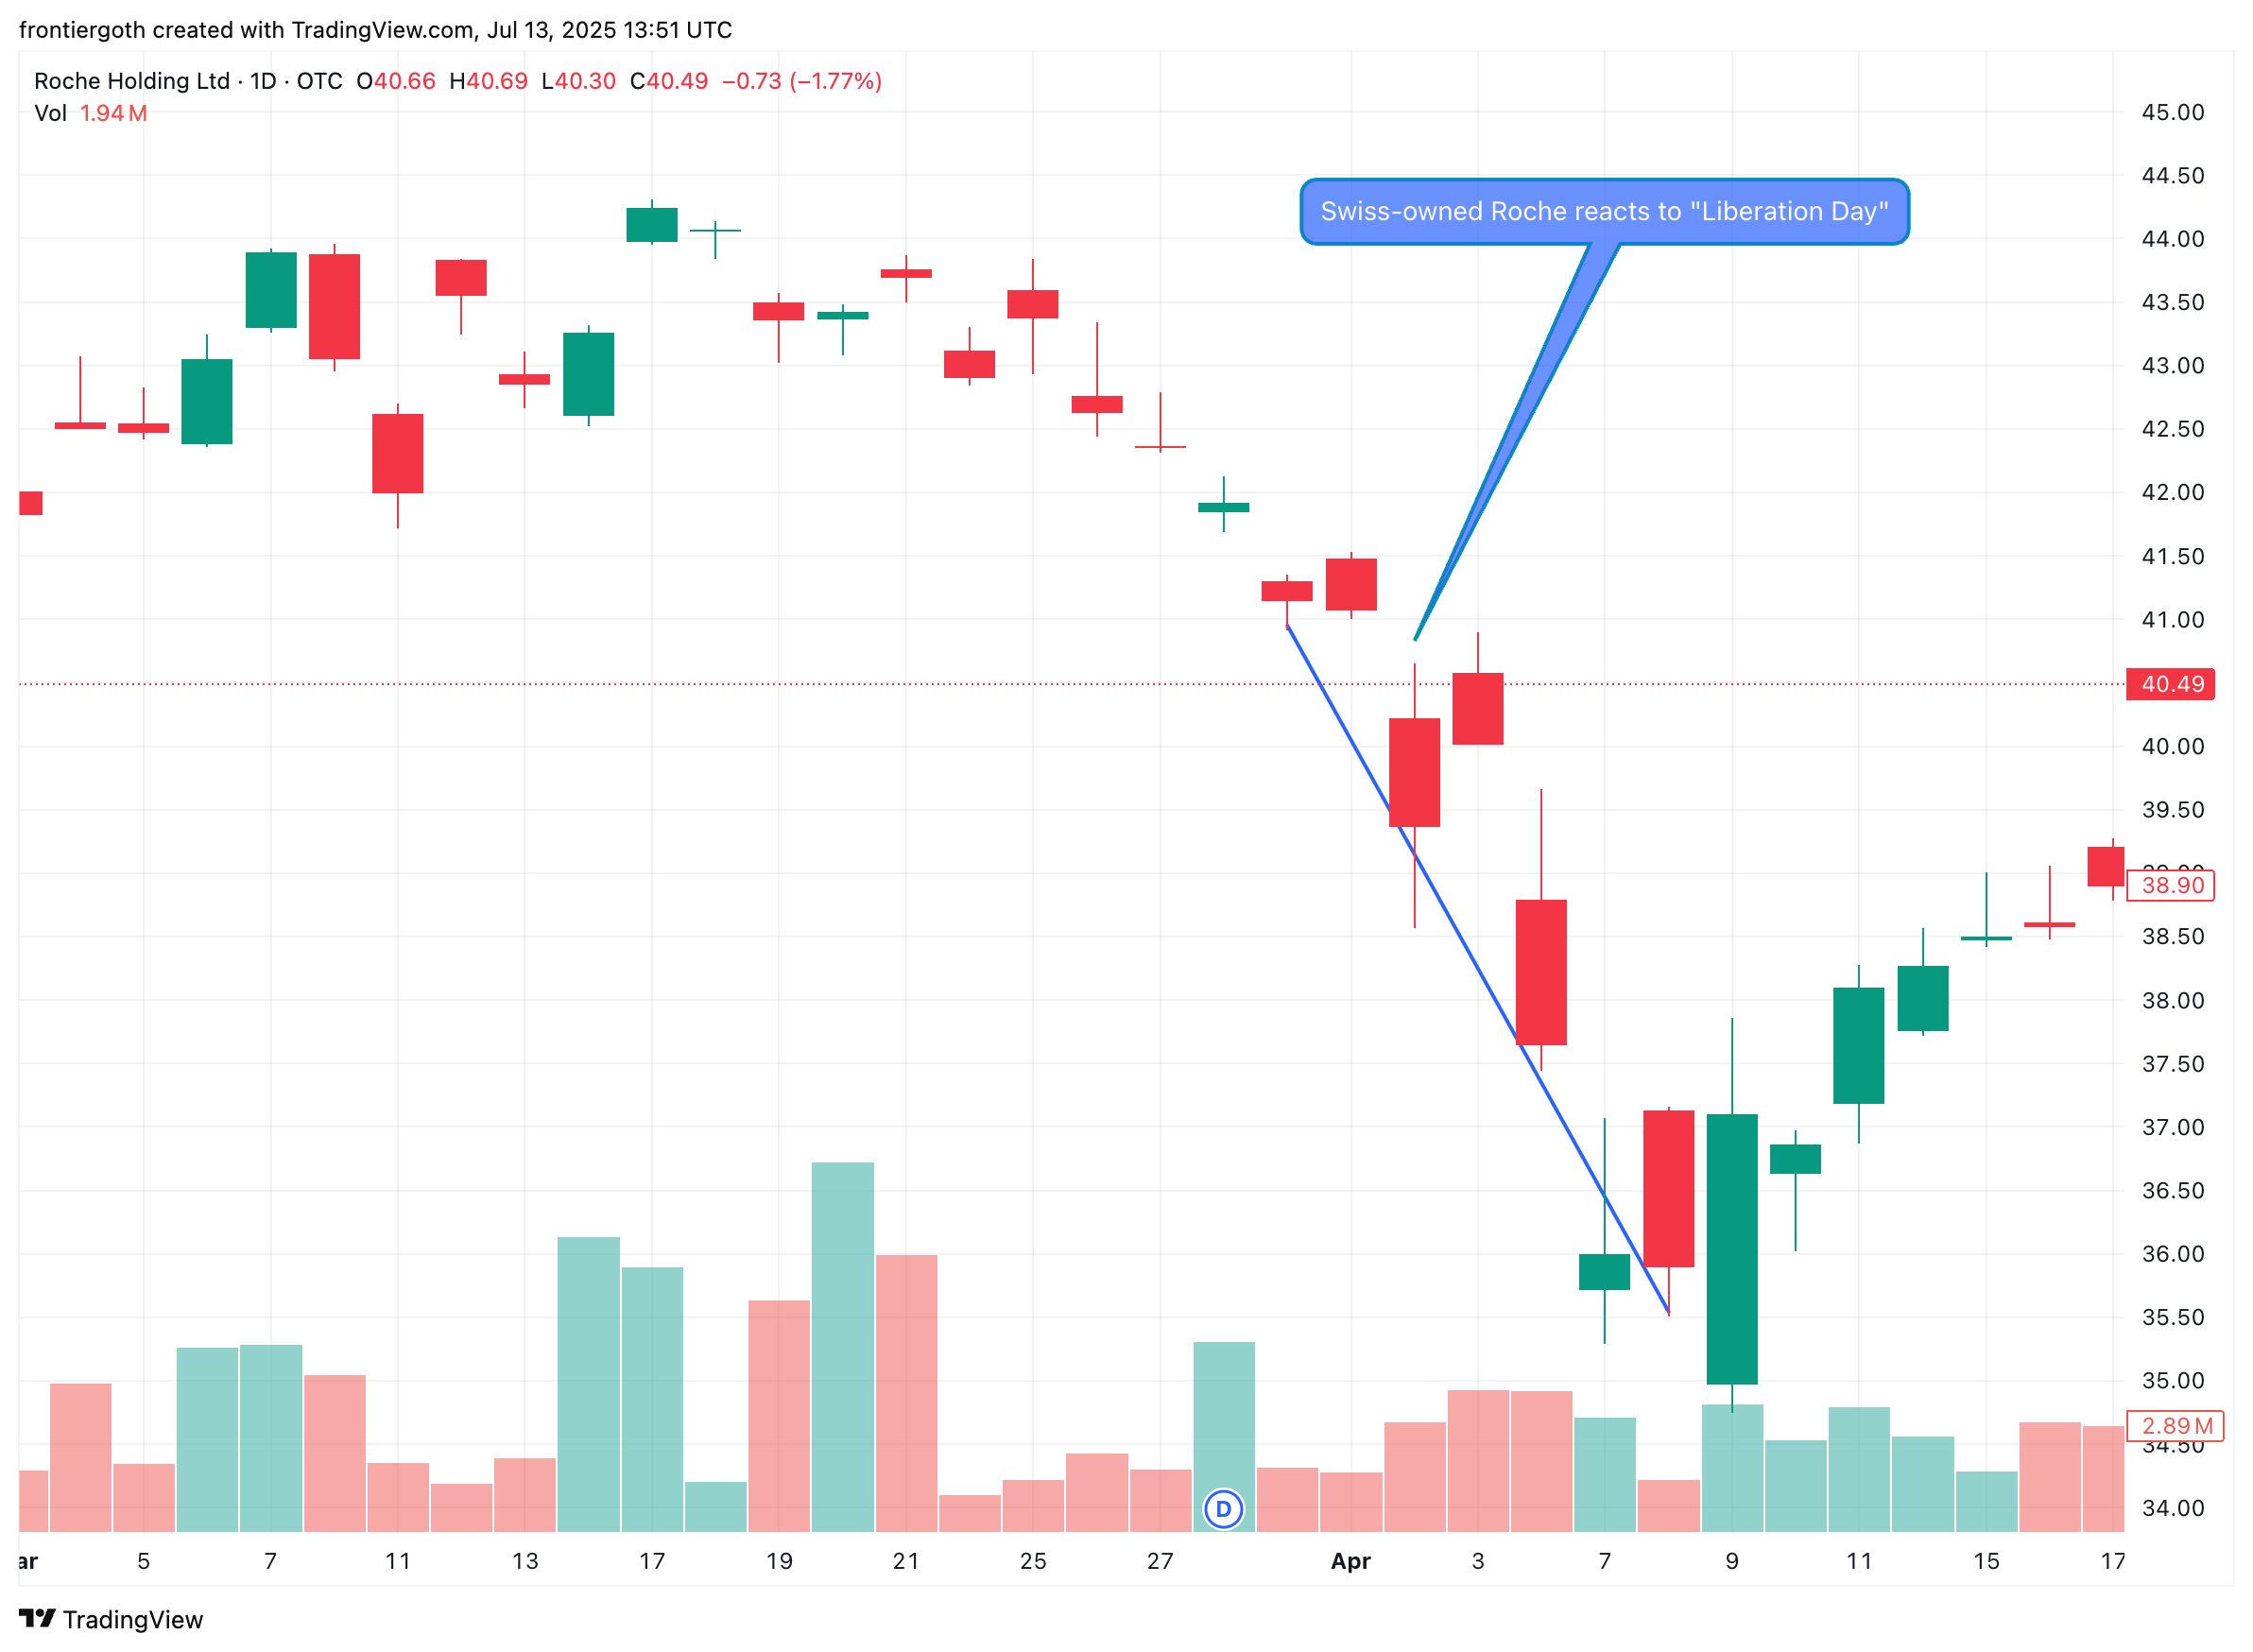 frontiergoth created with TradingView.com, Jul 13, 2025 13:51 UTC
Roche Holding Ltd · 1D · OTC O40.66 H40.69 L40.30 C40.49 −0.73 (−1.77%)
Vol 1.94 M
45.00
44.50
Swiss-owned Roche reacts to "Liberation Day"
44.00
43.50
43.00
42.50
42.00
41.50
41.00
40.49
40.00
39.50
38.90
38.50
38.00
37.50
37.00
36.50
36.00
35.50
35.00
2.89 M
34.50
D
34.00
ar 5 7 11 13 17 19 21 25 27 Apr 3 7 9 11 15 17
TradingView